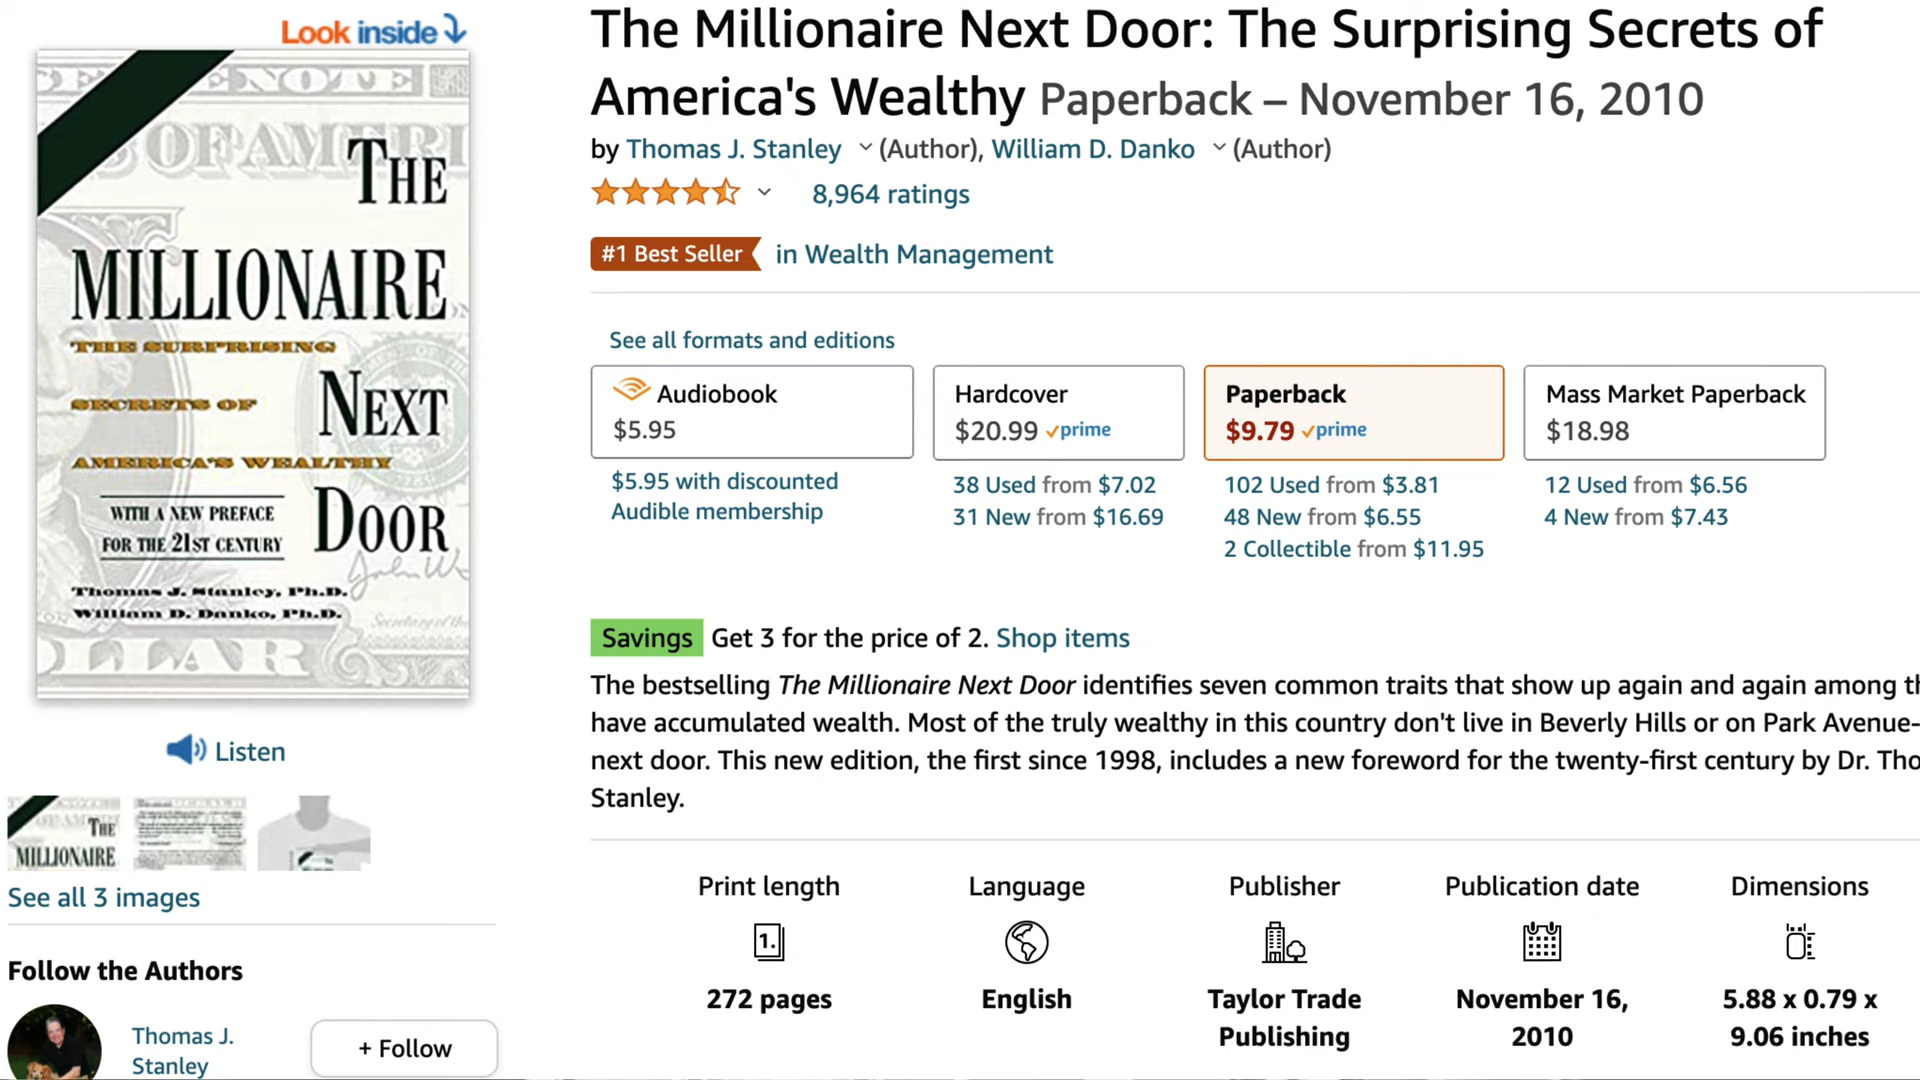 Look inside
SERVE NOTE
OF AMERI
THE
MILLIONAIRE
THE SURPRISING
NEXT
SECRETS OF
AMERICA'S WEALTHY
WITH A NEW PREFACE
FOR THE 21ST CENTURY
DOOR
Thomas J. Stanley, Ph.D.
William D. Danko, Ph.D.
Secretary of the
DOLLAR
Listen
THE
MILLIONAIRE
See all 3 images
Follow the Authors
Thomas J.
Stanley
+ Follow
The Millionaire Next Door: The Surprising Secrets of
America's Wealthy Paperback – November 16, 2010
by Thomas J. Stanley (Author), William D. Danko (Author)
8,964 ratings
#1 Best Seller in Wealth Management
See all formats and editions
Audiobook
$5.95
$5.95 with discounted
Audible membership
Hardcover
$20.99 prime
38 Used from $7.02
31 New from $16.69
Paperback
$9.79 prime
102 Used from $3.81
48 New from $6.55
2 Collectible from $11.95
Mass Market Paperback
$18.98
12 Used from $6.56
4 New from $7.43
Savings Get 3 for the price of 2. Shop items
The bestselling The Millionaire Next Door identifies seven common traits that show up again and again among th
have accumulated wealth. Most of the truly wealthy in this country don't live in Beverly Hills or on Park Avenue-
next door. This new edition, the first since 1998, includes a new foreword for the twenty-first century by Dr. Tho
Stanley.
Print length
1.
272 pages
Language
English
Publisher
Taylor Trade
Publishing
Publication date
November 16,
2010
Dimensions
5.88 x 0.79 x
9.06 inches